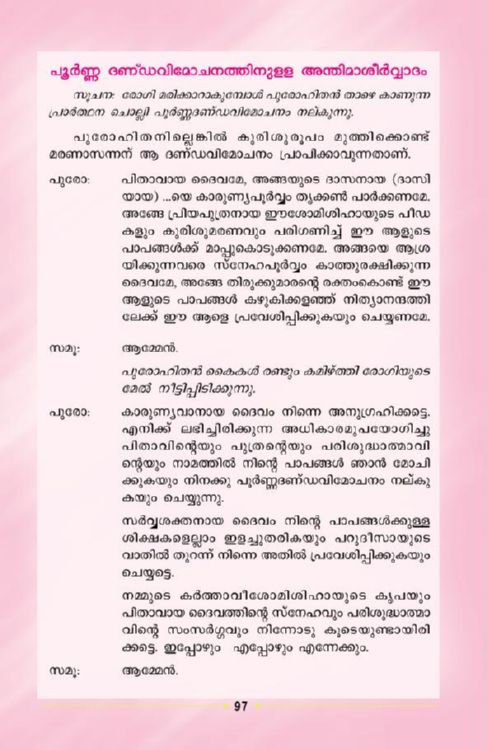 പൂർണ്ണ ദണ്ഡവിമോചനത്തിനുള്ള അന്തിമാശീർവ്വാദം
സൂചന: രോഗി മരിക്കാറാകുമ്പോൾ പുരോഹിതൻ താഴെ കാണുന്ന
പ്രാർത്ഥന ചൊല്ലി പൂർണ്ണദണ്ഡവിമോചനം നല്കുന്നു.
പുരോഹിതനില്ലെങ്കിൽ കുരിശുരൂപം മുത്തിക്കൊണ്ട്
മരണാസന്നന് ആ ദണ്ഡവിമോചനം പ്രാപിക്കാവുന്നതാണ്.
പുരോ: പിതാവായ ദൈവമേ, അങ്ങയുടെ ദാസനായ (ദാസി
യായ) ...യെ കാരുണ്യപൂർവ്വം തൃക്കൺ പാർക്കണമേ.
അങ്ങേ പ്രിയപുത്രനായ ഈശോമിശിഹായുടെ പീഡ
കളും കുരിശുമരണവും പരിഗണിച്ച് ഈ ആളുടെ
പാപങ്ങൾക്ക് മാപ്പുകൊടുക്കണമേ. അങ്ങയെ ആശ്ര
യിക്കുന്നവരെ സ്നേഹപൂർവ്വം കാത്തുരക്ഷിക്കുന്ന
ദൈവമേ, അങ്ങേ തിരുക്കുമാരന്റെ രക്തംകൊണ്ട് ഈ
ആളുടെ പാപങ്ങൾ കഴുകിക്കളഞ്ഞ് നിത്യാനന്ദത്തി
ലേക്ക് ഈ ആളെ പ്രവേശിപ്പിക്കുകയും ചെയ്യണമേ.
സമൂ: ആമ്മേൻ.
പുരോഹിതൻ കൈകൾ രണ്ടും കമിഴ്ത്തി രോഗിയുടെ
മേൽ നീട്ടിപ്പിടിക്കുന്നു.
പുരോ: കാരുണ്യവാനായ ദൈവം നിന്നെ അനുഗ്രഹിക്കട്ടെ.
എനിക്ക് ലഭിച്ചിരിക്കുന്ന അധികാരമുപയോഗിച്ചു
പിതാവിന്റെയും പുത്രന്റെയും പരിശുദ്ധാത്മാവി
ന്റെയും നാമത്തിൽ നിന്റെ പാപങ്ങൾ ഞാൻ മോചി
ക്കുകയും നിനക്കു പൂർണ്ണദണ്ഡവിമോചനം നല്കു
കയും ചെയ്യുന്നു.
സർവ്വശക്തനായ ദൈവം നിന്റെ പാപങ്ങൾക്കുള്ള
ശിക്ഷകളെല്ലാം ഇളച്ചുതരികയും പറുദീസായുടെ
വാതിൽ തുറന്ന് നിന്നെ അതിൽ പ്രവേശിപ്പിക്കുകയും
ചെയ്യട്ടെ.
നമ്മുടെ കർത്താവീശോമിശിഹായുടെ കൃപയും
പിതാവായ ദൈവത്തിന്റെ സ്നേഹവും പരിശുദ്ധാത്മാ
വിന്റെ സംസർഗ്ഗവും നിന്നോടു കൂടെയുണ്ടായിരി
ക്കട്ടെ. ഇപ്പോഴും എപ്പോഴും എന്നേക്കും.
സമൂ: ആമ്മേൻ.
97